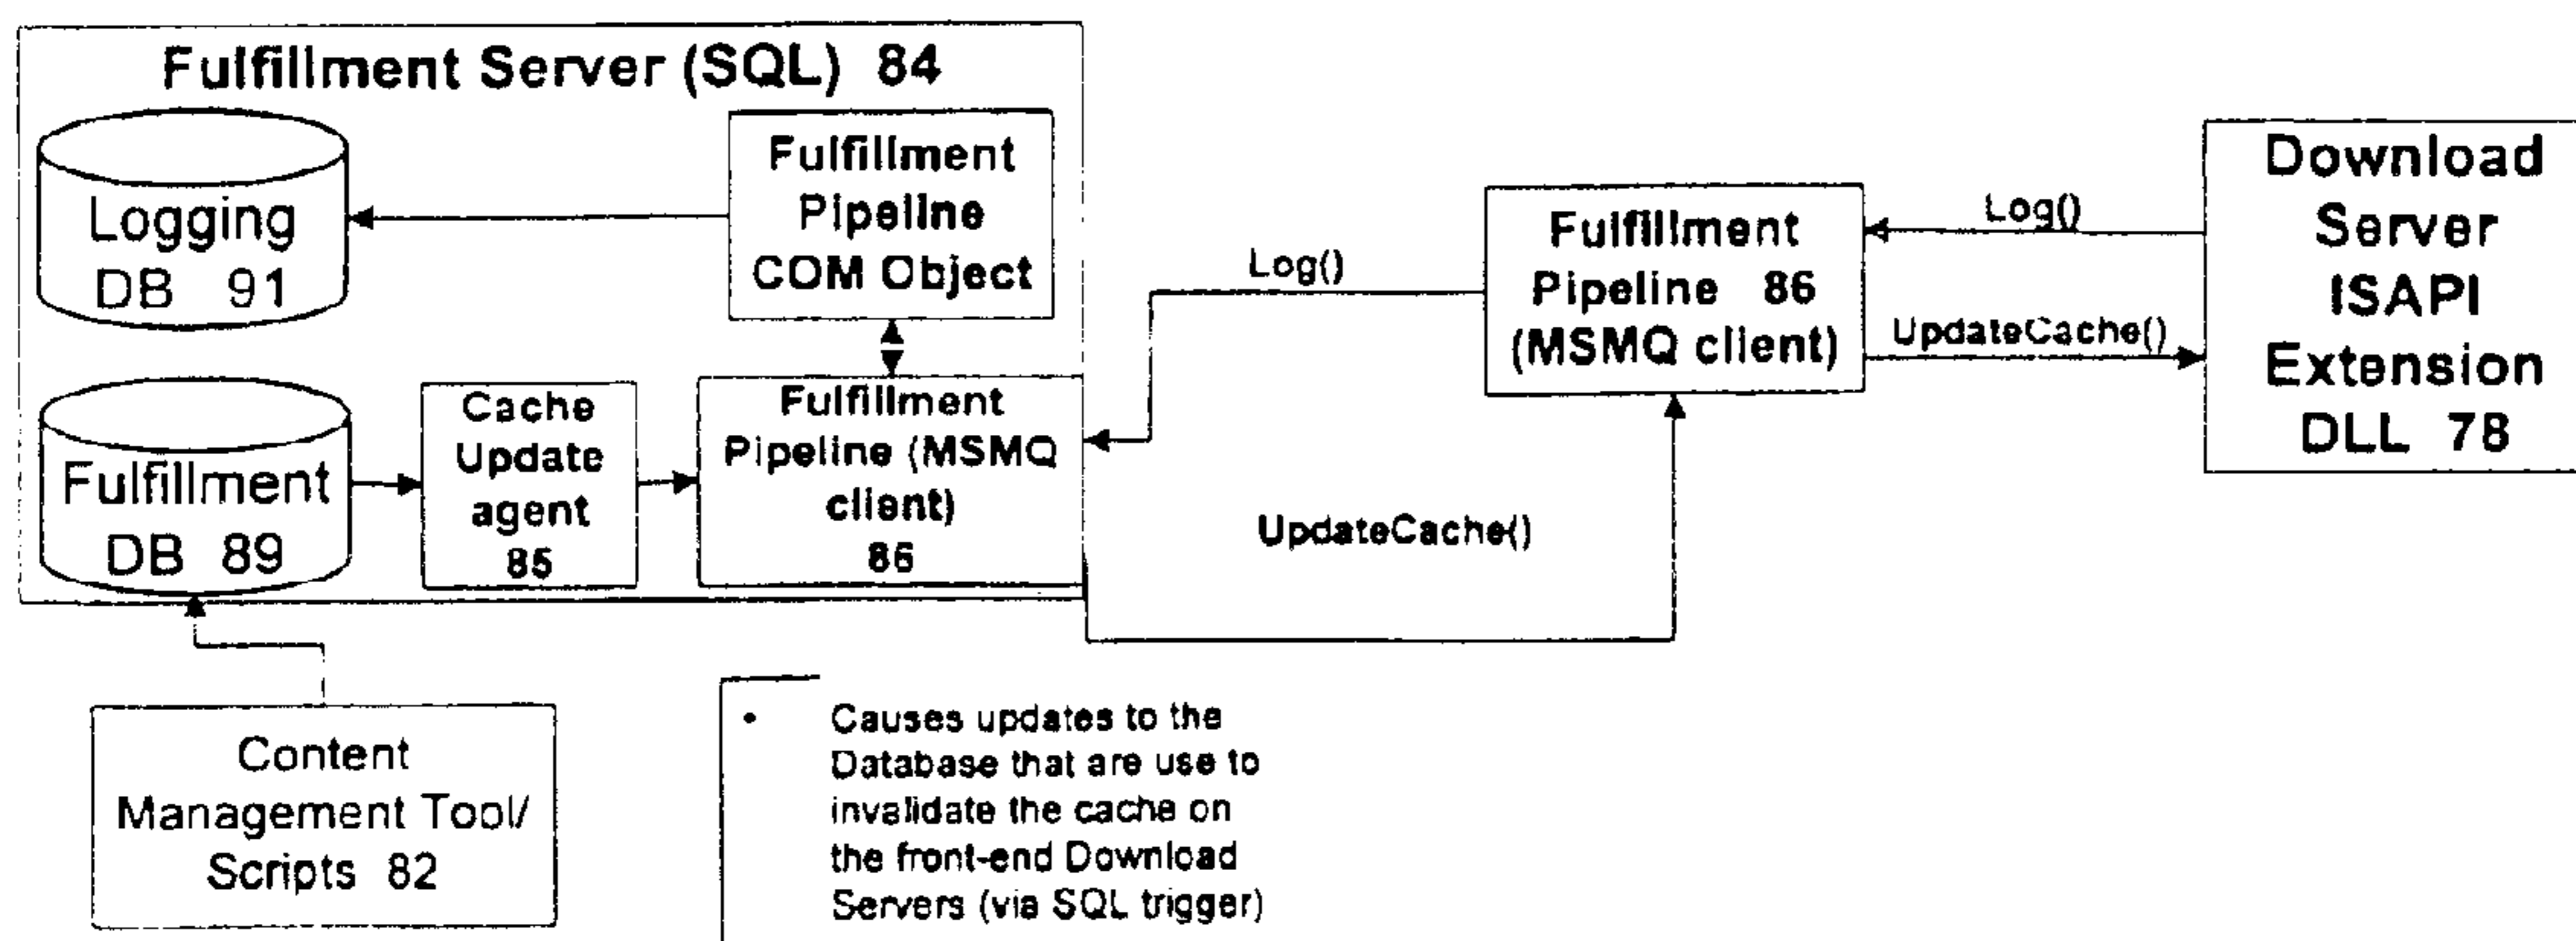 Fulfillment Server (SQL) 84
Logging
DB 91
Fulfillment
Pipeline
COM Object
Fulfillment
DB 89
Cache
Update
agent
85
Fulfillment
Pipeline (MSMQ
client)
86
Log()
UpdateCache()
Fulfillment
Pipeline 86
(MSMQ client)
Log()
UpdateCache()
Download
Server
ISAPI
Extension
DLL 78
Content
Management Tool/
Scripts 82
• Causes updates to the
Database that are use to
invalidate the cache on
the front-end Download
Servers (via SQL trigger)